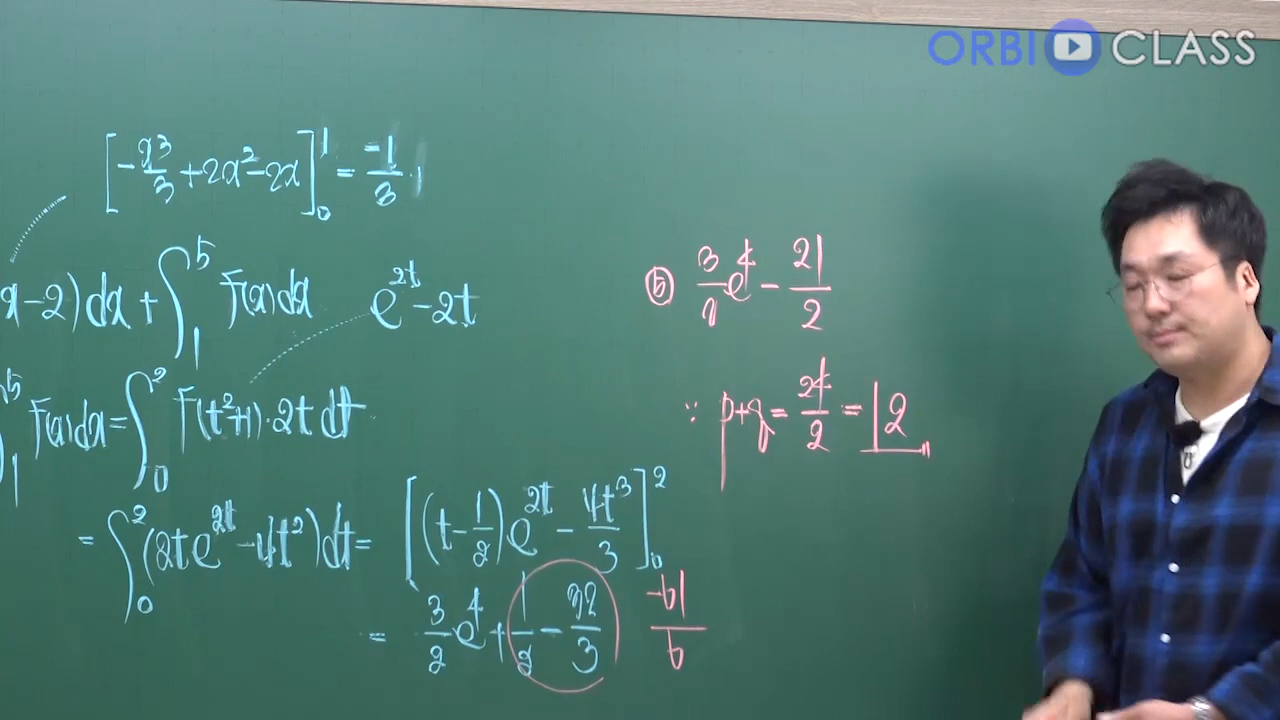 ORBI CLASS
[-x³/3 + 2x² - 2x]₀¹ = -1/3
x-2)dx + ∫₁⁵ f(x)dx e^{2t} - 2t
∫₁⁵ f(x)dx = ∫₀² f(t²+1)·2t dt
= ∫₀² (2te^{2t} - 4t²)dt = [(t - 1/2)e^{2t} - 4t³/3]₀²
= 3/2 e⁴ + 1/2 - 32/3 -61/6
⑤ 3/2 e⁴ - 21/2
∴ p+q = 24/2 = 12